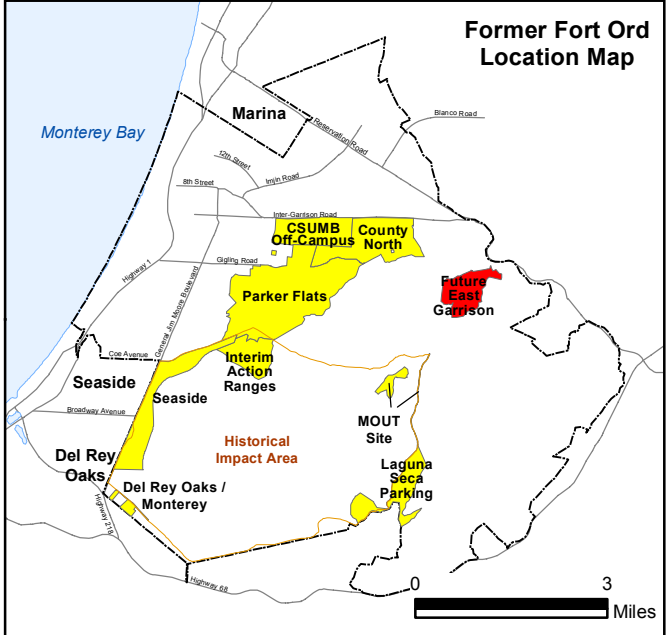 Former Fort Ord
Location Map
Marina
Monterey Bay
Blanco Road
Reservation Road
12th Street
Imjin Road
8th Street
Inter-Garrison Road
CSUMB
Off-Campus
County
North
Gigling Road
Highway 1
General Jim Moore Boulevard
Parker Flats
Future
East
Garrison
Coe Avenue
Interim
Action
Ranges
Seaside
Seaside
Broadway Avenue
MOUT
Site
Historical
Impact Area
Del Rey
Oaks
Laguna
Seca
Parking
Del Rey Oaks /
Monterey
Highway 218
Highway 68
0
3
Miles